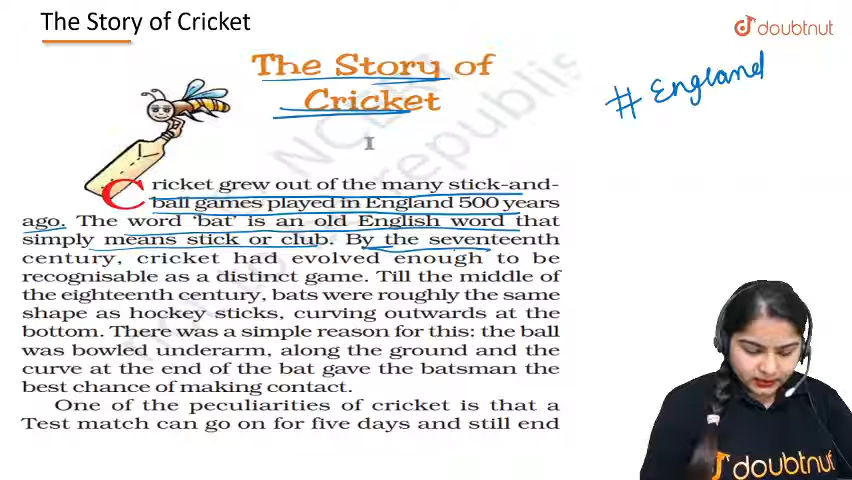 The Story of Cricket
doubtnut
# England
The Story of
Cricket
Cricket grew out of the many stick-and-
ball games played in England 500 years
ago. The word ‘bat’ is an old English word that
simply means stick or club. By the seventeenth
century, cricket had evolved enough to be
recognisable as a distinct game. Till the middle of
the eighteenth century, bats were roughly the same
shape as hockey sticks, curving outwards at the
bottom. There was a simple reason for this: the ball
was bowled underarm, along the ground and the
curve at the end of the bat gave the batsman the
best chance of making contact.
One of the peculiarities of cricket is that a
Test match can go on for five days and still end
doubtnut